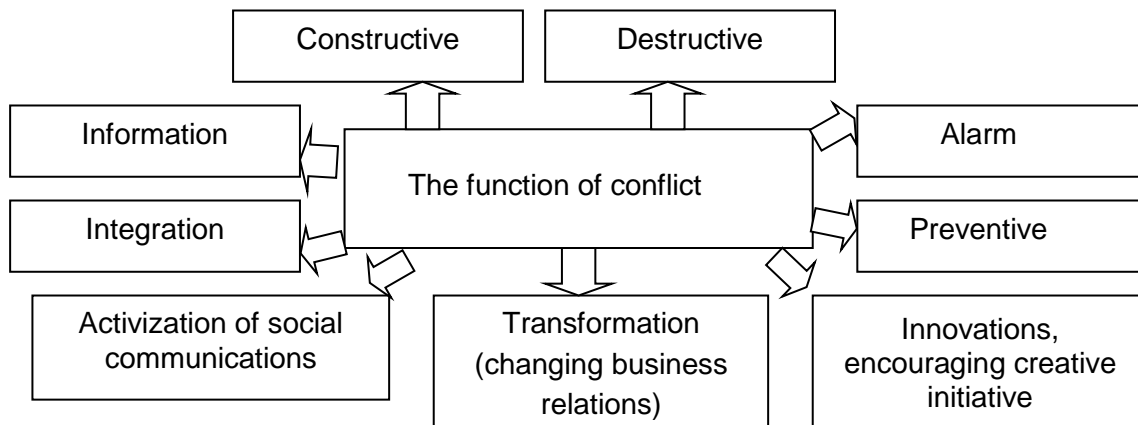 Constructive
Destructive
Information
Alarm
The function of conflict
Integration
Preventive
Activization of social
communications
Transformation
(changing business
relations)
Innovations,
encouraging creative
initiative